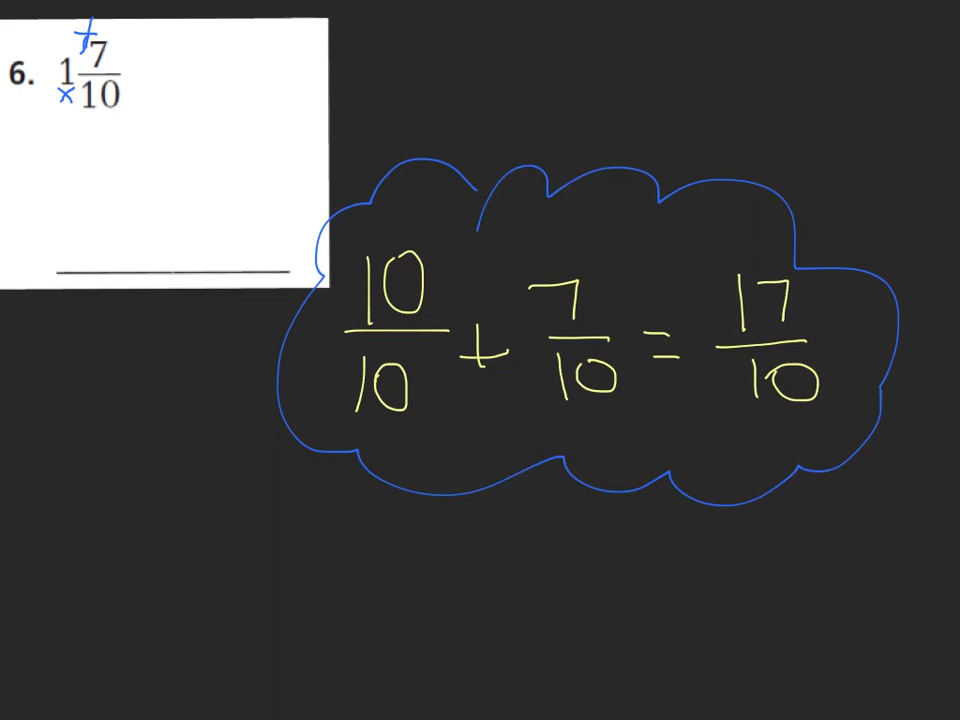 6. 1 7/10
+
×
10/10 + 7/10 = 17/10